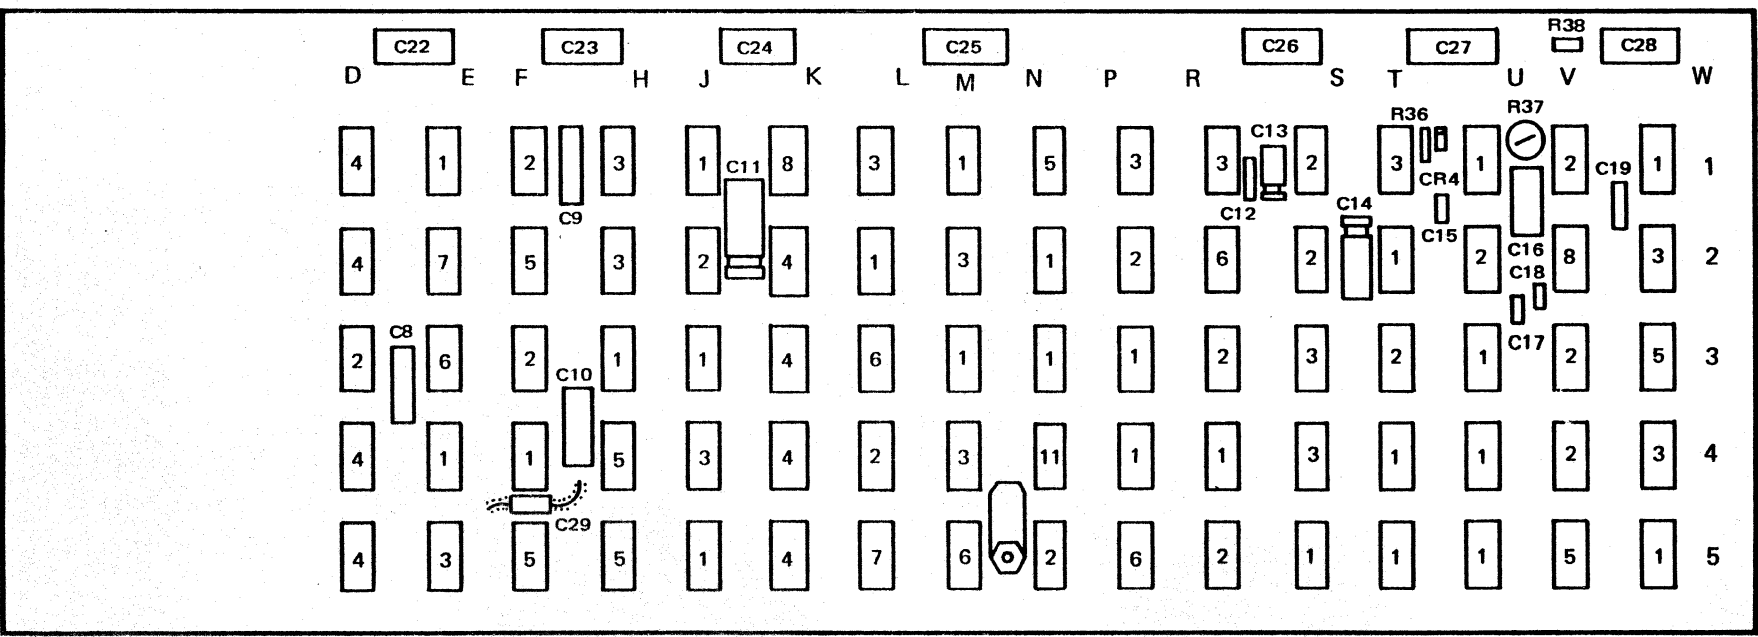 C22 C23 C24 C25 C26 C27 R38 C28
D E F H J K L M N P R S T U V W
R36 R37
C13
4 1 2 3 1 8 3 1 5 3 3 2 3 1 2 1 1
C11 C19
CR4
C9 C12 C14
C15 C16
4 7 5 3 2 4 1 3 1 2 6 2 1 2 8 3 2
C18
C8 C17
2 6 2 1 1 4 6 1 1 1 2 3 2 1 2 5 3
C10
4 1 1 5 3 4 2 3 11 1 1 3 1 1 2 3 4
C29
4 3 5 5 1 4 7 6 2 6 2 1 1 1 5 1 5